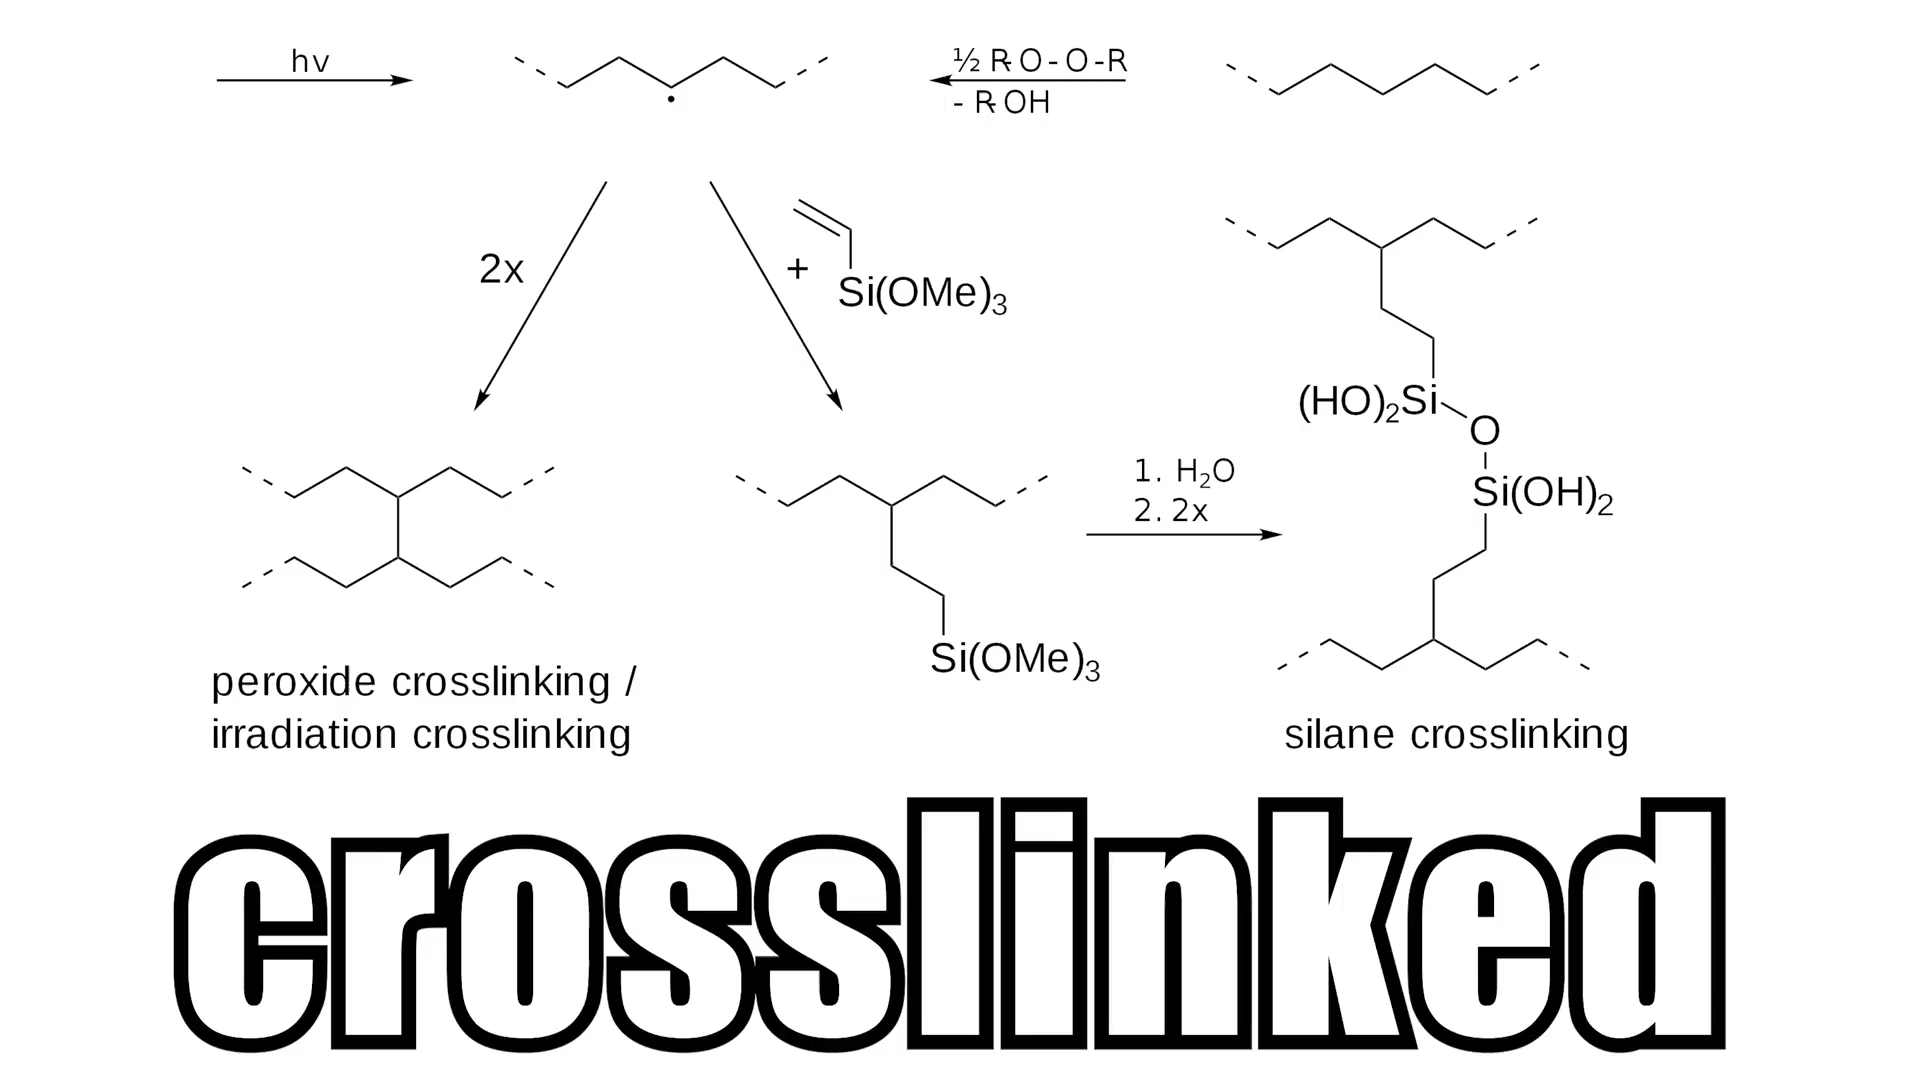 hν
½ R-O-O-R
- R-OH
2x
+
Si(OMe)₃
(HO)₂Si
O
Si(OH)₂
1. H₂O
2. 2x
Si(OMe)₃
peroxide crosslinking /
irradiation crosslinking
silane crosslinking
crosslinked